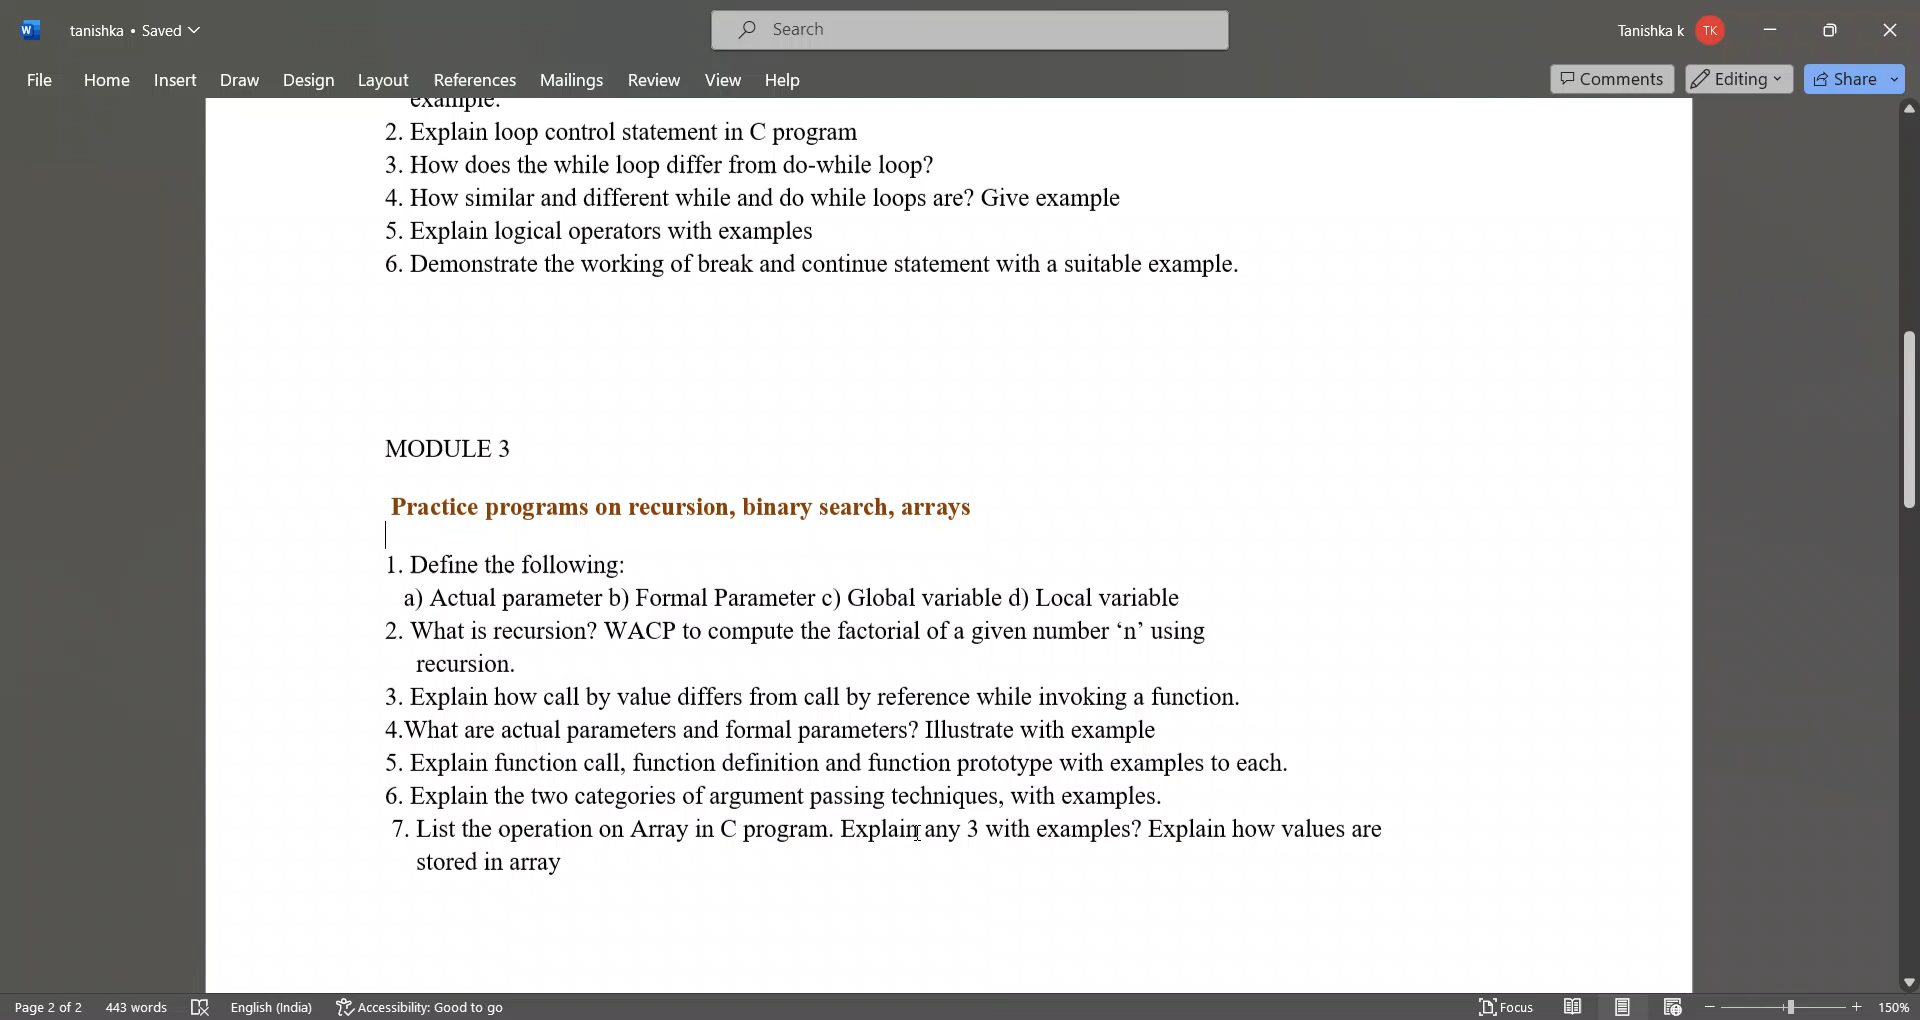 tanishka • Saved
Search
Tanishka k TK
File Home Insert Draw Design Layout References Mailings Review View Help
Comments Editing Share
example.
2. Explain loop control statement in C program
3. How does the while loop differ from do-while loop?
4. How similar and different while and do while loops are? Give example
5. Explain logical operators with examples
6. Demonstrate the working of break and continue statement with a suitable example.
MODULE 3
Practice programs on recursion, binary search, arrays
1. Define the following:
a) Actual parameter b) Formal Parameter c) Global variable d) Local variable
2. What is recursion? WACP to compute the factorial of a given number ‘n’ using
recursion.
3. Explain how call by value differs from call by reference while invoking a function.
4.What are actual parameters and formal parameters? Illustrate with example
5. Explain function call, function definition and function prototype with examples to each.
6. Explain the two categories of argument passing techniques, with examples.
7. List the operation on Array in C program. Explain any 3 with examples? Explain how values are
stored in array
Page 2 of 2 443 words English (India) Accessibility: Good to go Focus 150%